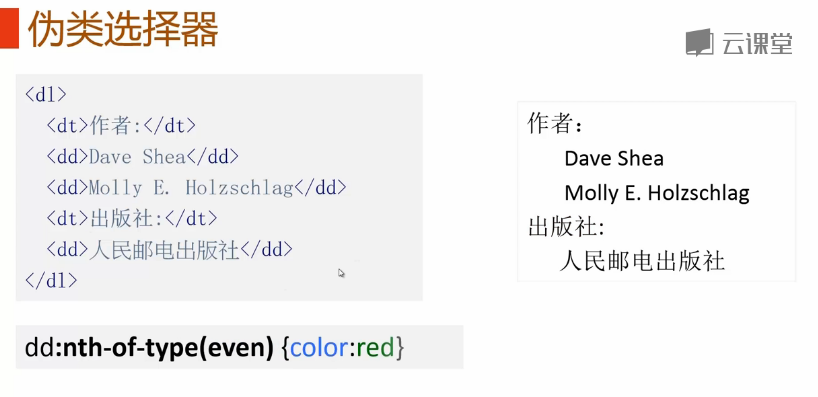 伪类选择器
云课堂
<dl>
<dt>作者:</dt>
<dd>Dave Shea</dd>
<dd>Molly E. Holzschlag</dd>
<dt>出版社:</dt>
<dd>人民邮电出版社</dd>
</dl>
作者：
Dave Shea
Molly E. Holzschlag
出版社:
人民邮电出版社
dd:nth-of-type(even) {color:red}